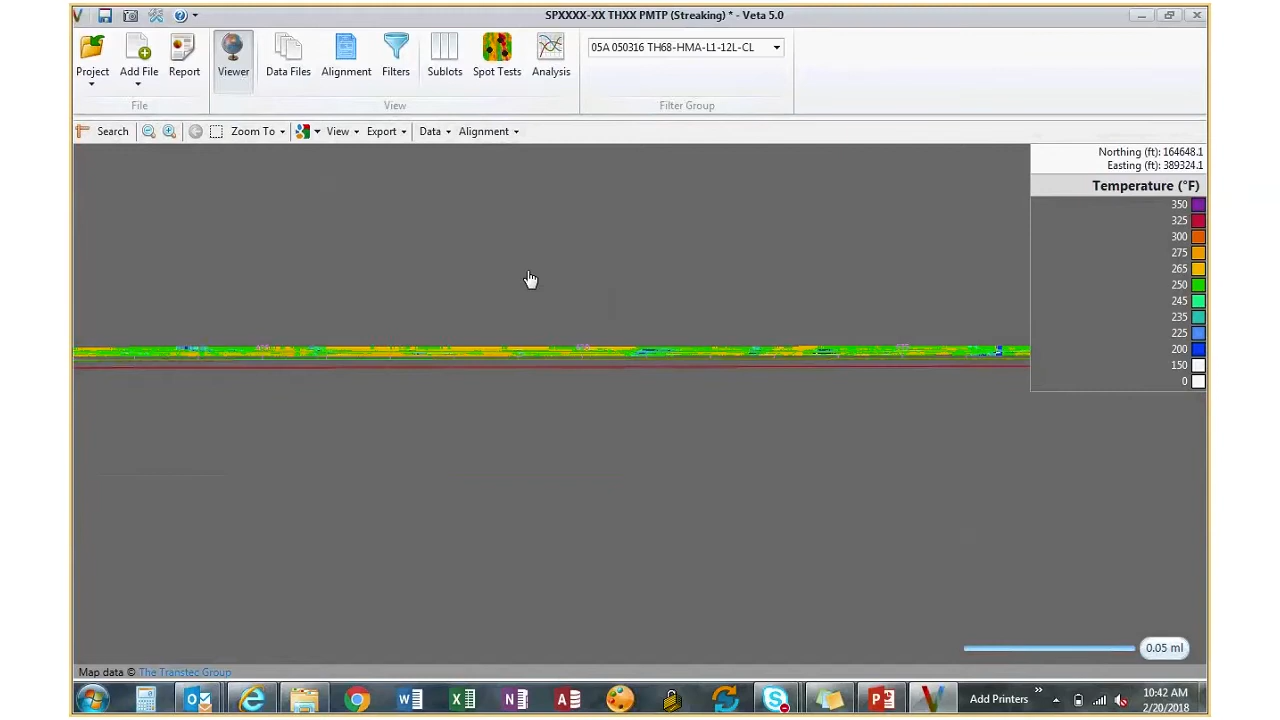 SPXXXX-XX THXX PMTP (Streaking) * - Veta 5.0
Project
Add File
Report
Viewer
Data Files
Alignment
Filters
Sublots
Spot Tests
Analysis
05A 050316 TH68-HMA-L1-12L-CL
File
View
Filter Group
Search
Zoom To
View
Export
Data
Alignment
Northing (ft): 164648.1
Easting (ft): 389324.1
Temperature (°F)
350
325
300
275
265
250
245
235
225
200
150
0
0.05 ml
Map data © The Transtec Group
Add Printers
10:42 AM
2/20/2018